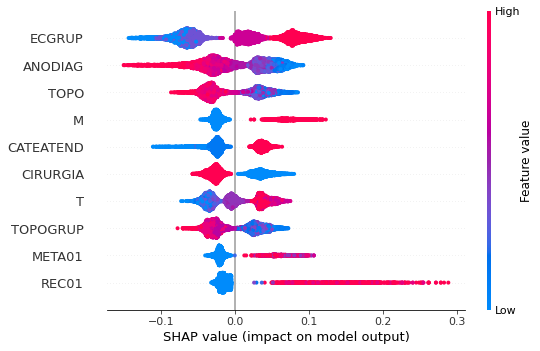 High
ECGRUP
ANODIAG
TOPO
M
CATEATEND
CIRURGIA
T
TOPOGRUP
META01
REC01
Feature value
Low
−0.1 0.0 0.1 0.2 0.3
SHAP value (impact on model output)